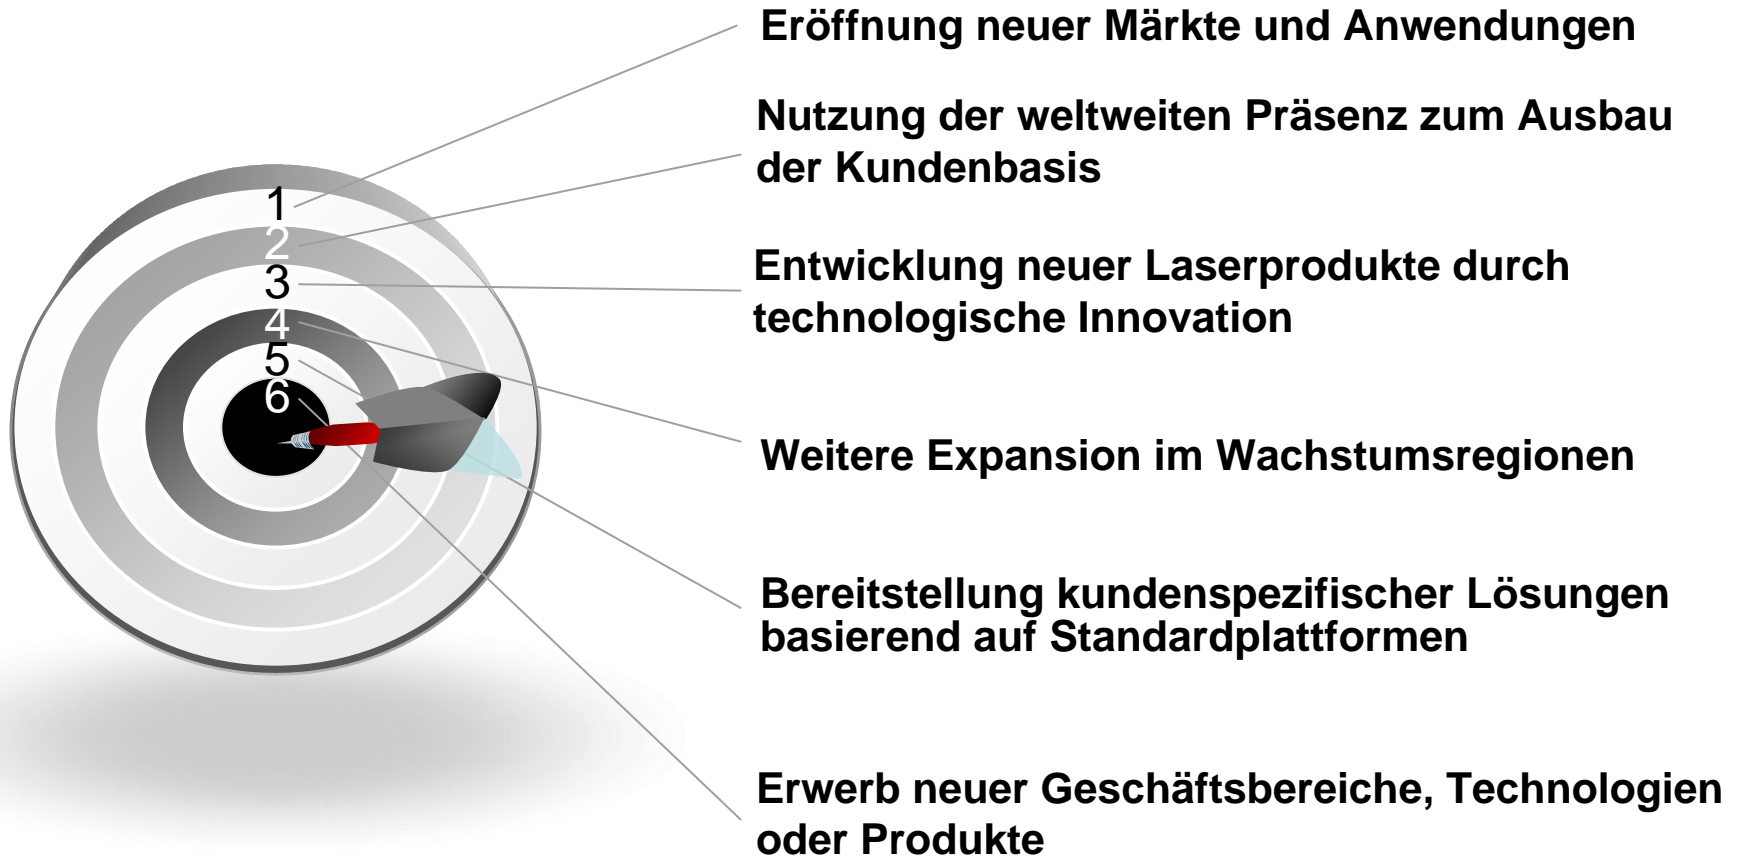 1
Eröffnung neuer Märkte und Anwendungen
2
Nutzung der weltweiten Präsenz zum Ausbau
der Kundenbasis
3
Entwicklung neuer Laserprodukte durch
technologische Innovation
4
Weitere Expansion im Wachstumsregionen
5
Bereitstellung kundenspezifischer Lösungen
basierend auf Standardplattformen
6
Erwerb neuer Geschäftsbereiche, Technologien
oder Produkte